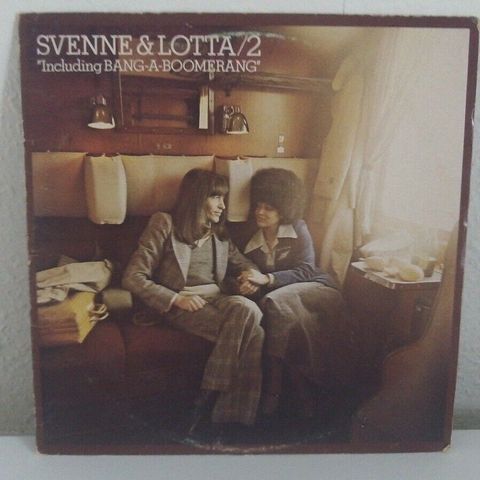 SVENNE & LOTTA/2
"Including BANG-A-BOOMERANG"